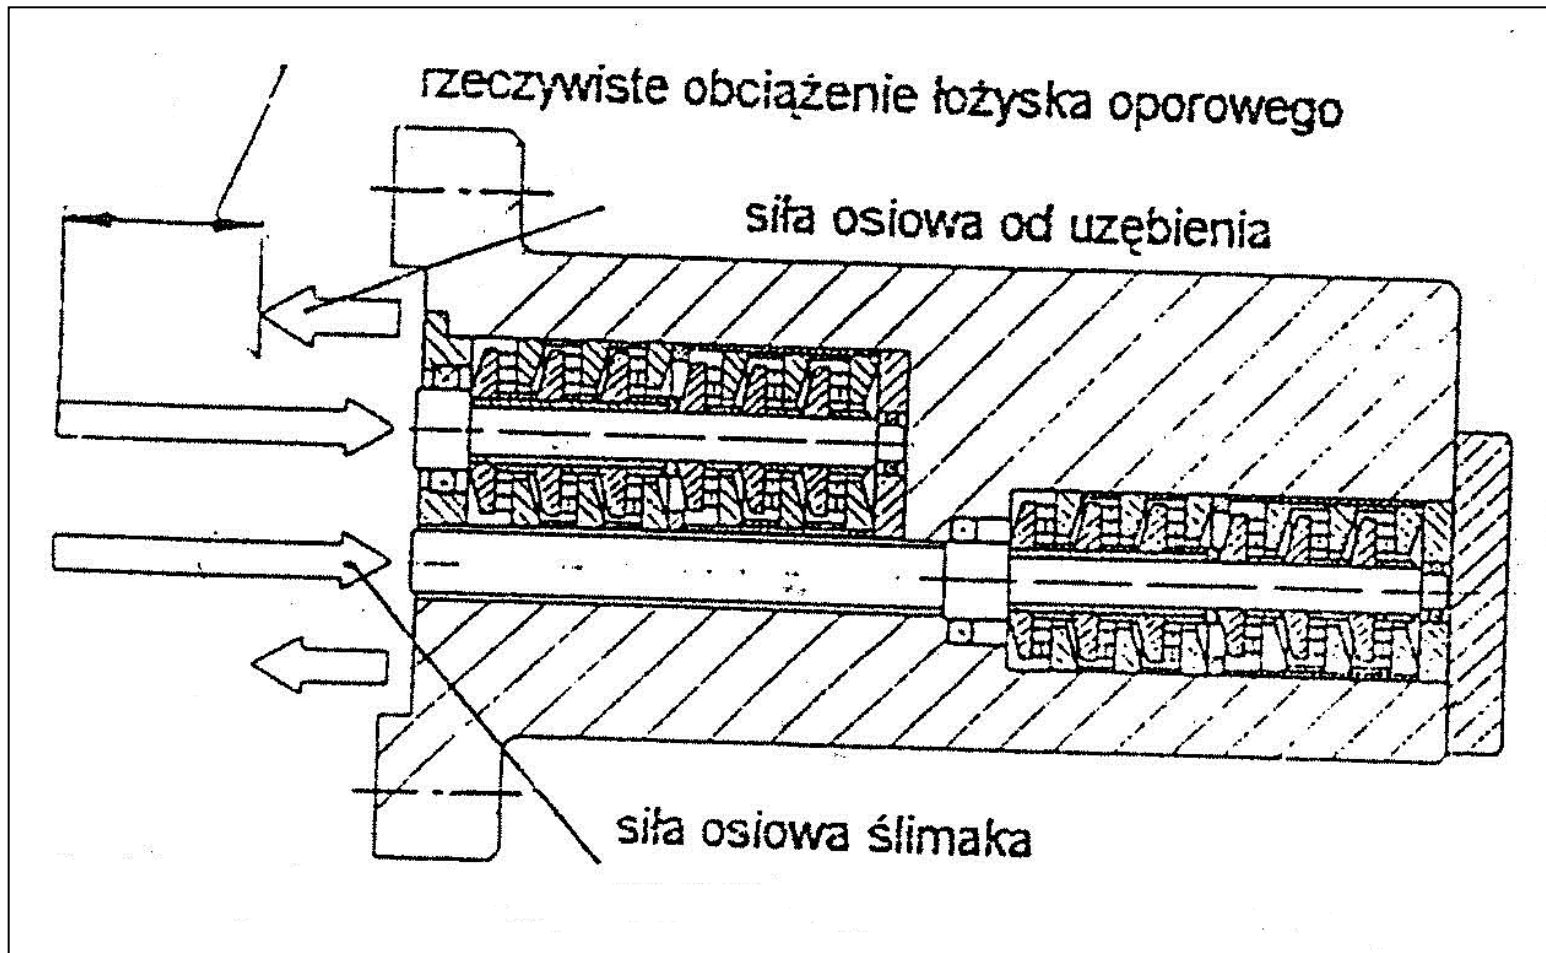 rzeczywiste obciążenie łożyska oporowego
siła osiowa od uzębienia
siła osiowa ślimaka